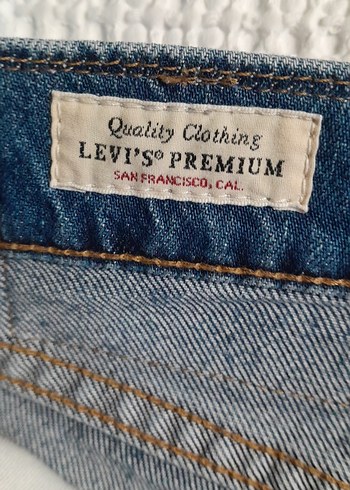 Quality Clothing
LEVI'S® PREMIUM
SAN FRANCISCO, CAL.